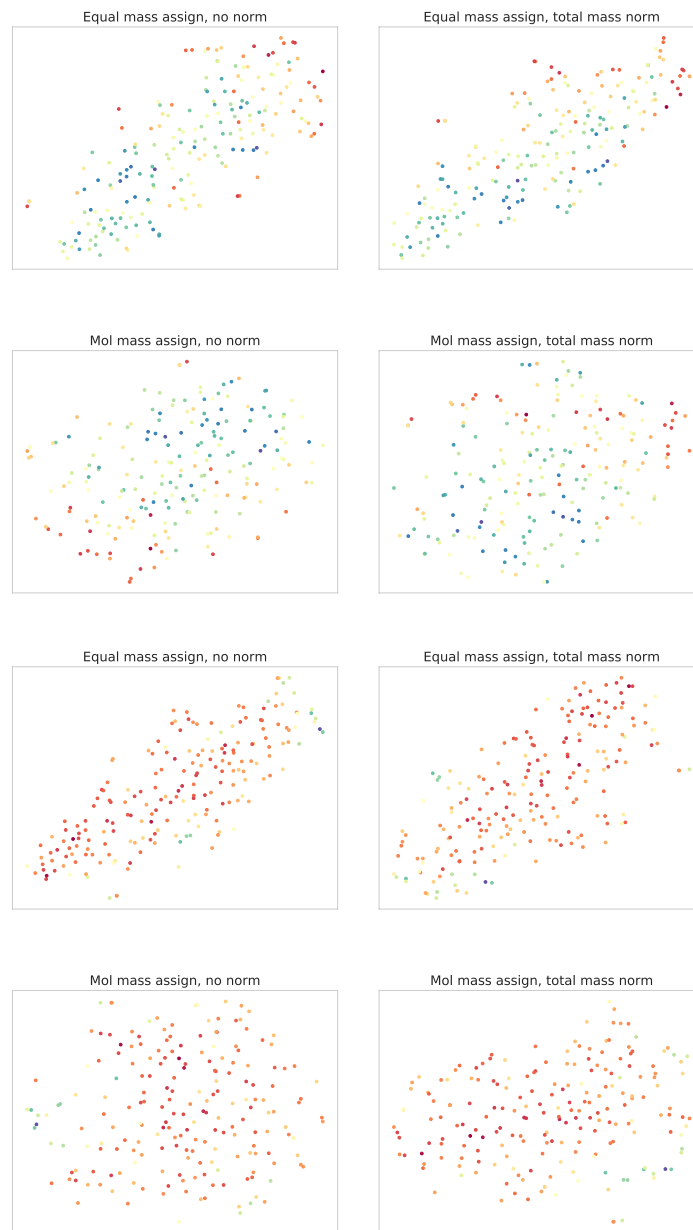 Equal mass assign, no norm
Equal mass assign, total mass norm
Mol mass assign, no norm
Mol mass assign, total mass norm
Equal mass assign, no norm
Equal mass assign, total mass norm
Mol mass assign, no norm
Mol mass assign, total mass norm